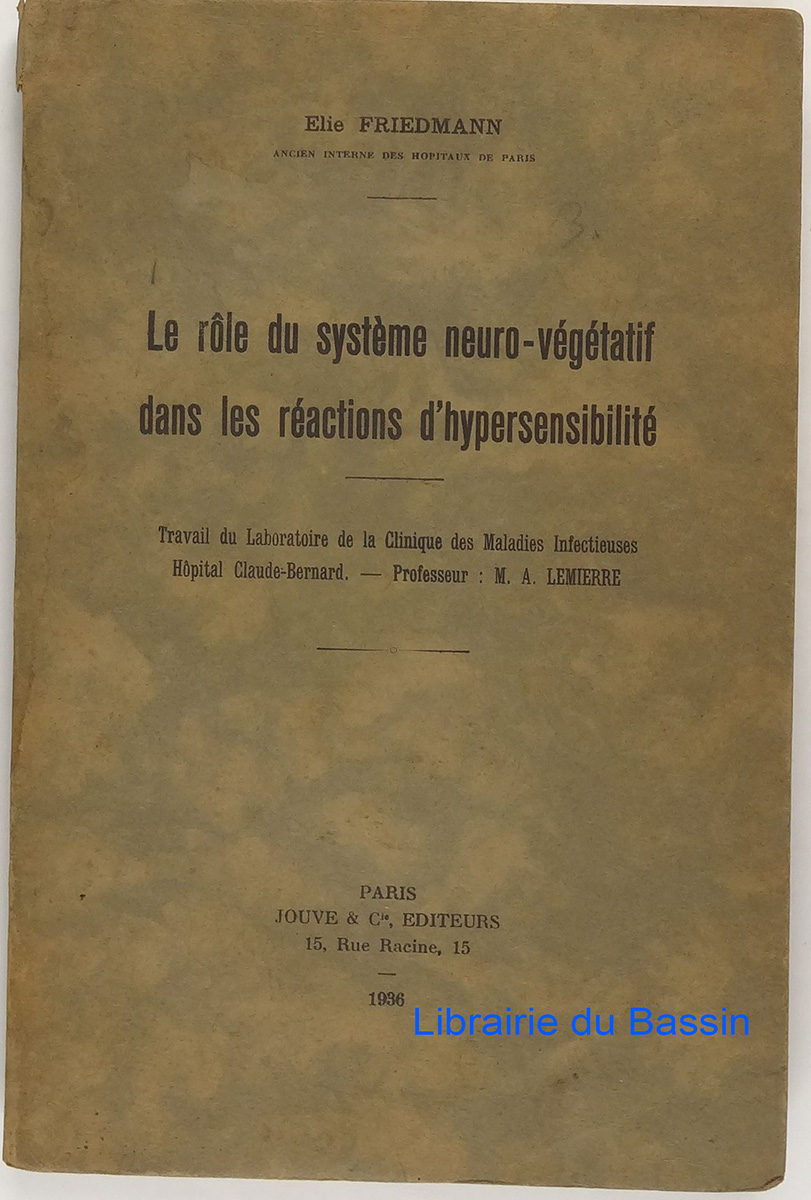 Elie FRIEDMANN
ANCIEN INTERNE DES HOPITAUX DE PARIS
3.
Le rôle du système neuro-végétatif
dans les réactions d'hypersensibilité
Travail du Laboratoire de la Clinique des Maladies Infectieuses
Hôpital Claude-Bernard. — Professeur : M. A. LEMIERRE
PARIS
JOUVE & Cie, EDITEURS
15, Rue Racine, 15
1936
Librairie du Bassin